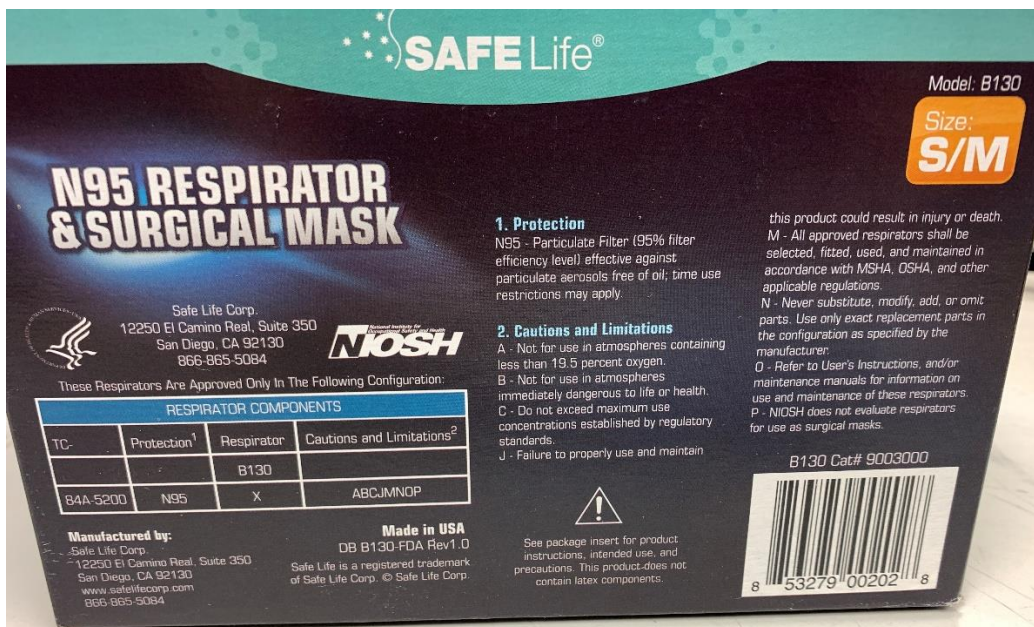 SAFE Life®
Model: B130
Size:
S/M
N95 RESPIRATOR
& SURGICAL MASK
Safe Life Corp.
12250 El Camino Real, Suite 350
San Diego, CA 92130
866-865-5084
National Institute for
Occupational Safety and Health
NIOSH
These Respirators Are Approved Only In The Following Configuration:
RESPIRATOR COMPONENTS
TC- Protection1 Respirator Cautions and Limitations2
B130
84A-5200 N95 X ABCJMNOP
Manufactured by:
Safe Life Corp.
12250 El Camino Real, Suite 350
San Diego, CA 92130
www.safelifecorp.com
866-865-5084
Made in USA
DB B130-FDA Rev1.0
Safe Life is a registered trademark
of Safe Life Corp. © Safe Life Corp.
1. Protection
N95 - Particulate Filter (95% filter
efficiency level) effective against
particulate aerosols free of oil; time use
restrictions may apply.
2. Cautions and Limitations
A - Not for use in atmospheres containing
less than 19.5 percent oxygen.
B - Not for use in atmospheres
immediately dangerous to life or health.
C - Do not exceed maximum use
concentrations established by regulatory
standards.
J - Failure to properly use and maintain
See package insert for product
instructions, intended use, and
precautions. This product does not
contain latex components.
this product could result in injury or death.
M - All approved respirators shall be
selected, fitted, used, and maintained in
accordance with MSHA, OSHA, and other
applicable regulations.
N - Never substitute, modify, add, or omit
parts. Use only exact replacement parts in
the configuration as specified by the
manufacturer.
O - Refer to User's Instructions, and/or
maintenance manuals for information on
use and maintenance of these respirators.
P - NIOSH does not evaluate respirators
for use as surgical masks.
B130 Cat# 9003000
8 53279 00202 8